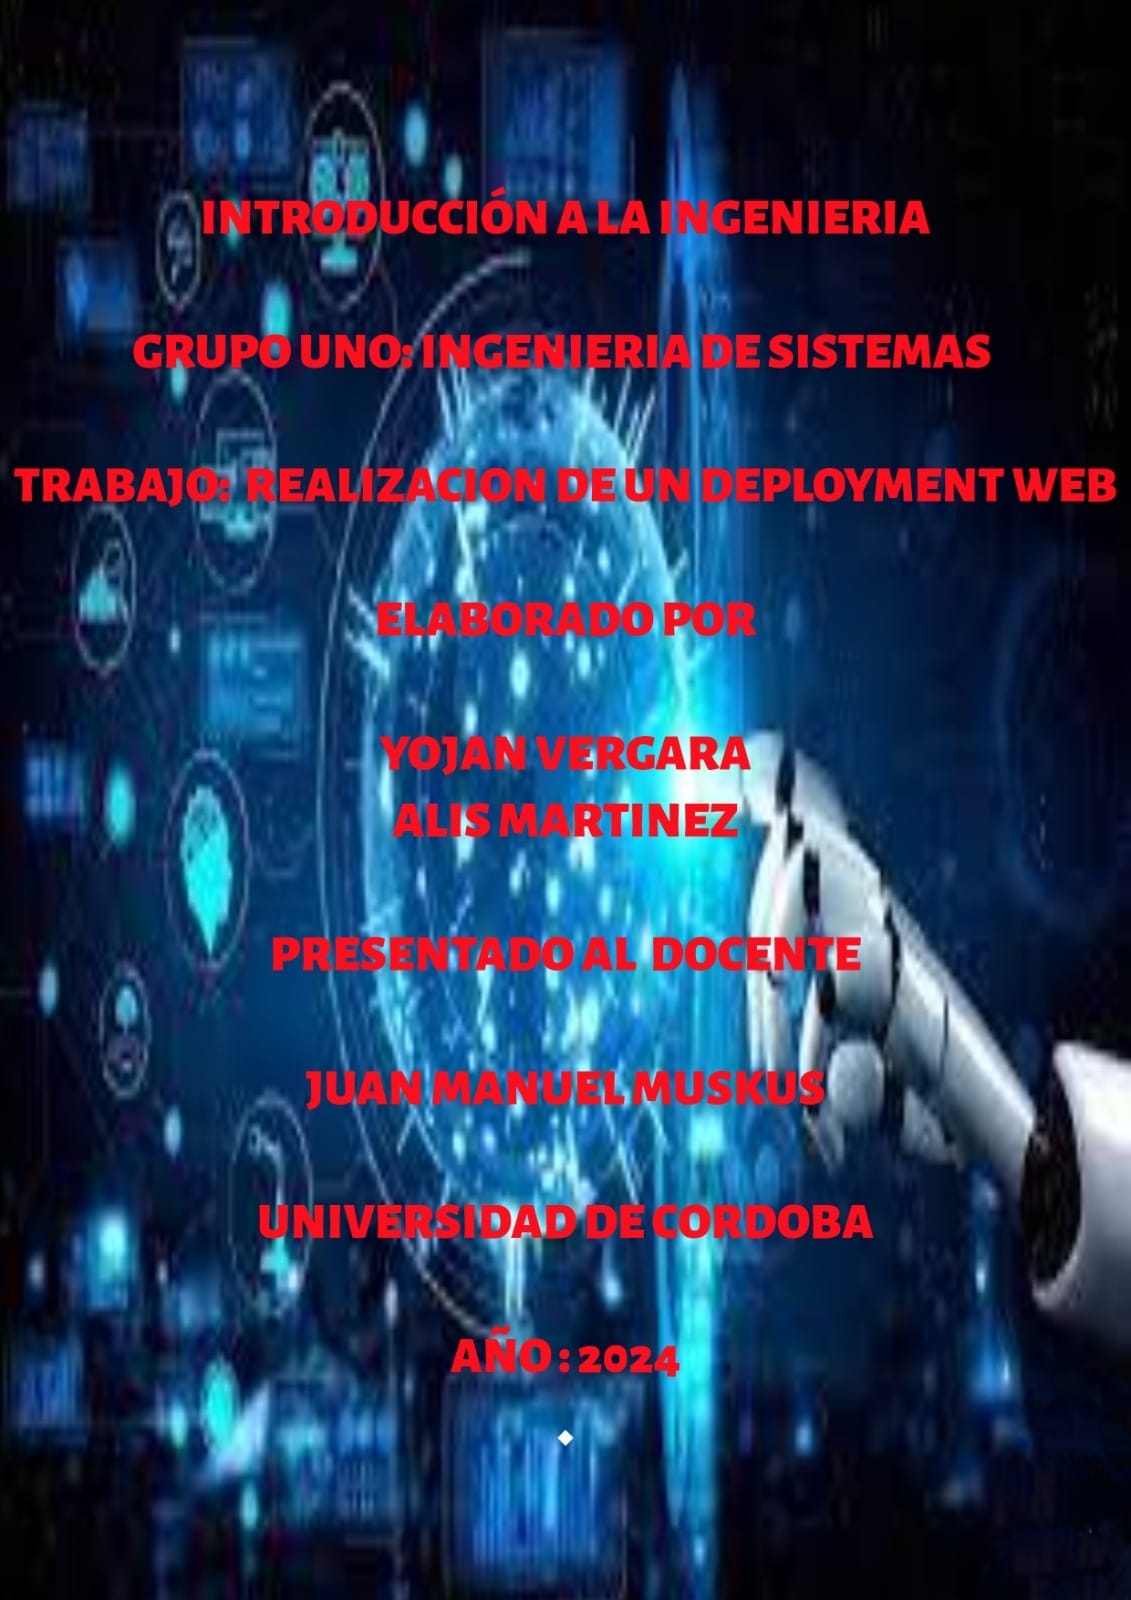 INTRODUCCIÓN A LA INGENIERIA
GRUPO UNO: INGENIERIA DE SISTEMAS
TRABAJO: REALIZACION DE UN DEPLOYMENT WEB
ELABORADO POR
YOJAN VERGARA
ALIS MARTINEZ
PRESENTADO AL DOCENTE
JUAN MANUEL MUSKUS
UNIVERSIDAD DE CORDOBA
AÑO : 2024